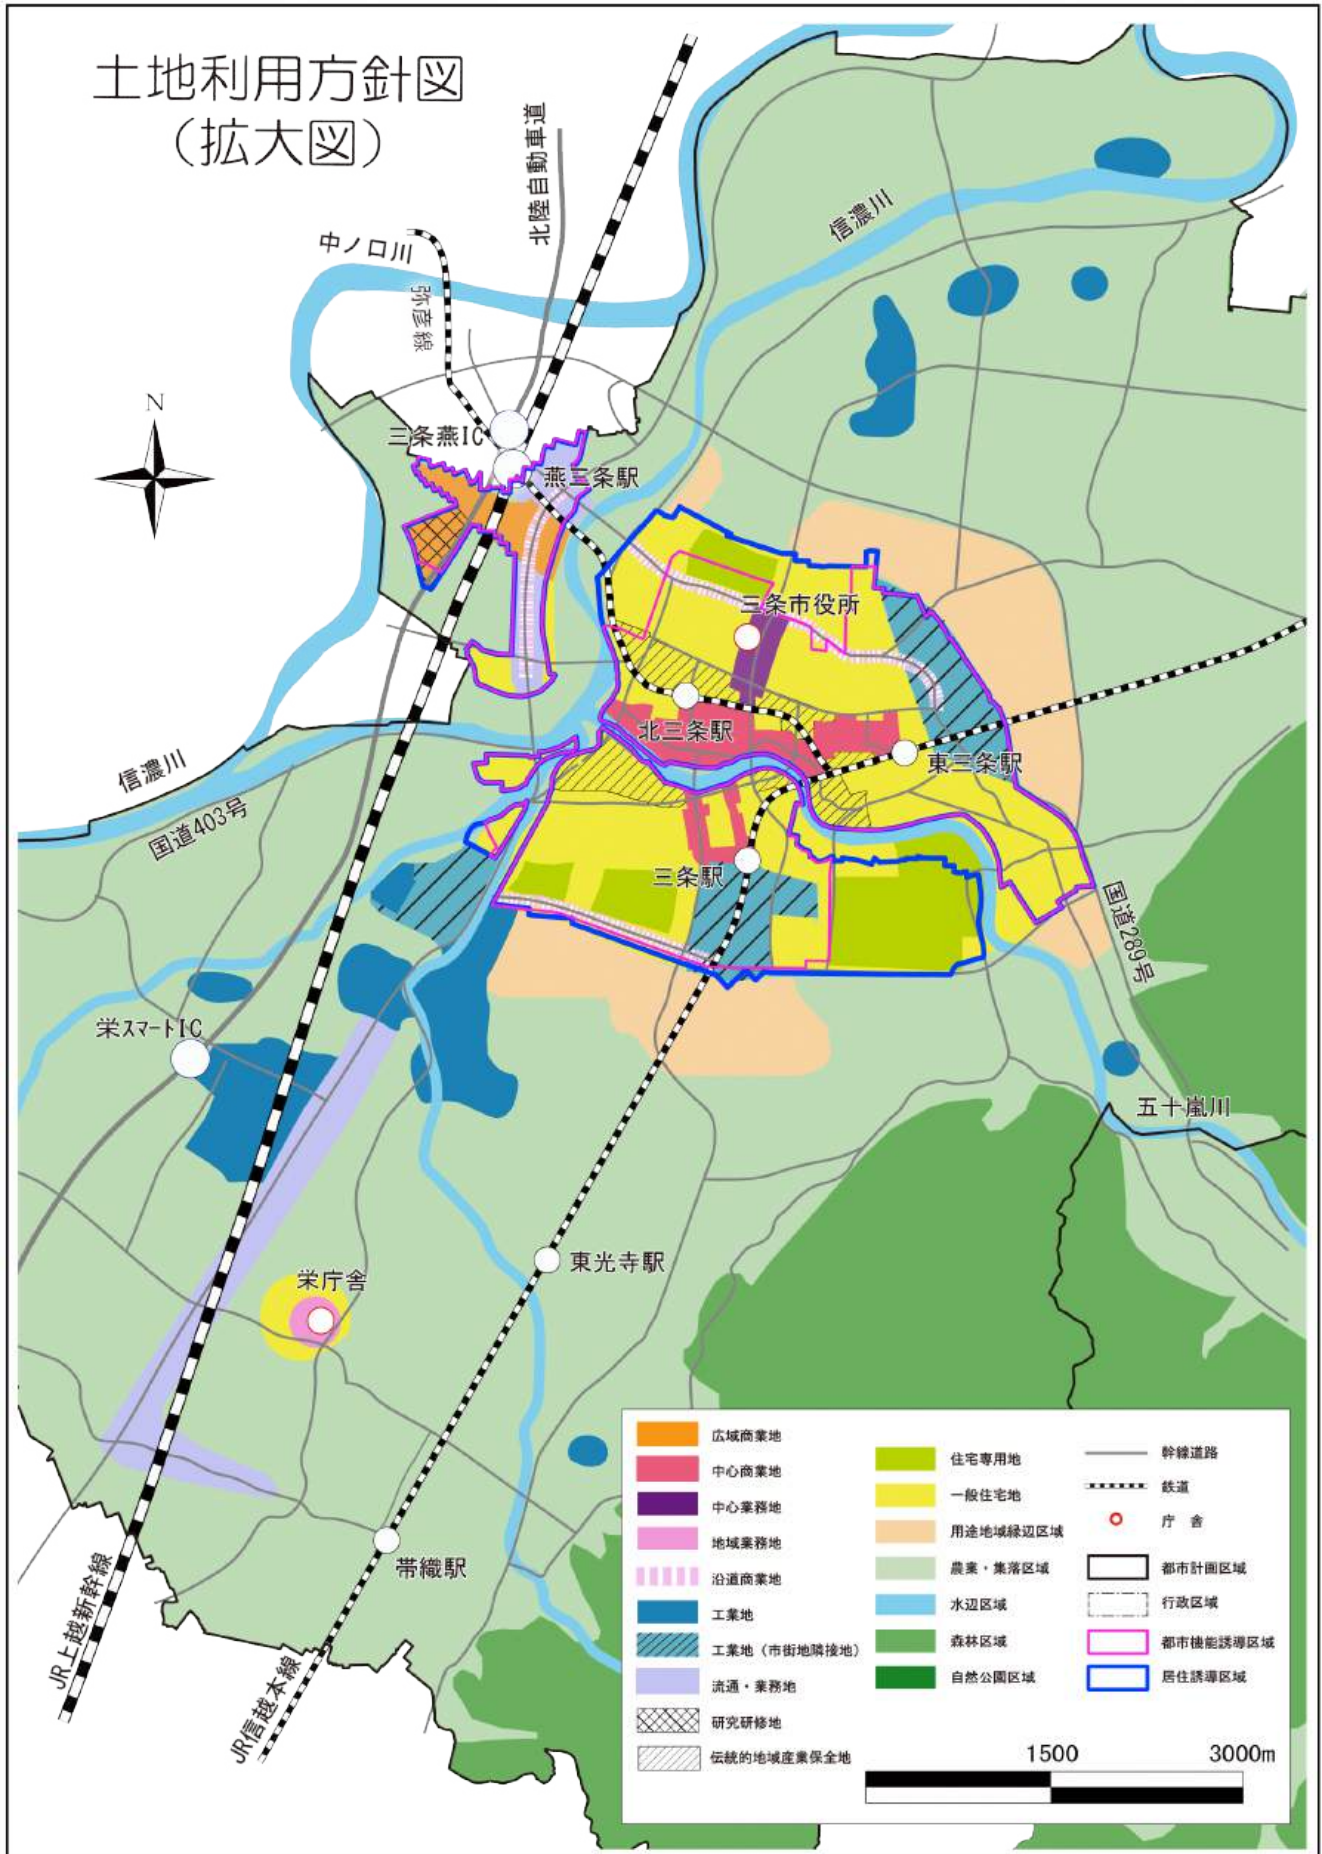 土地利用方針図
（拡大図）
北陸自動車道
中ノ口川
弥彦線
信濃川
N
三条燕IC
燕三条駅
三条市役所
北三条駅
東三条駅
信濃川
国道403号
三条駅
国道289号
栄スマートIC
五十嵐川
東光寺駅
栄庁舎
帯織駅
JR上越新幹線
JR信越本線
広域商業地
中心商業地
中心業務地
地域業務地
沿道商業地
工業地
工業地（市街地隣接地）
流通・業務地
研究研修地
伝統的地域産業保全地
住宅専用地
一般住宅地
用途地域縁辺区域
農業・集落区域
水辺区域
森林区域
自然公園区域
幹線道路
鉄道
庁　舎
都市計画区域
行政区域
都市機能誘導区域
居住誘導区域
1500 3000m